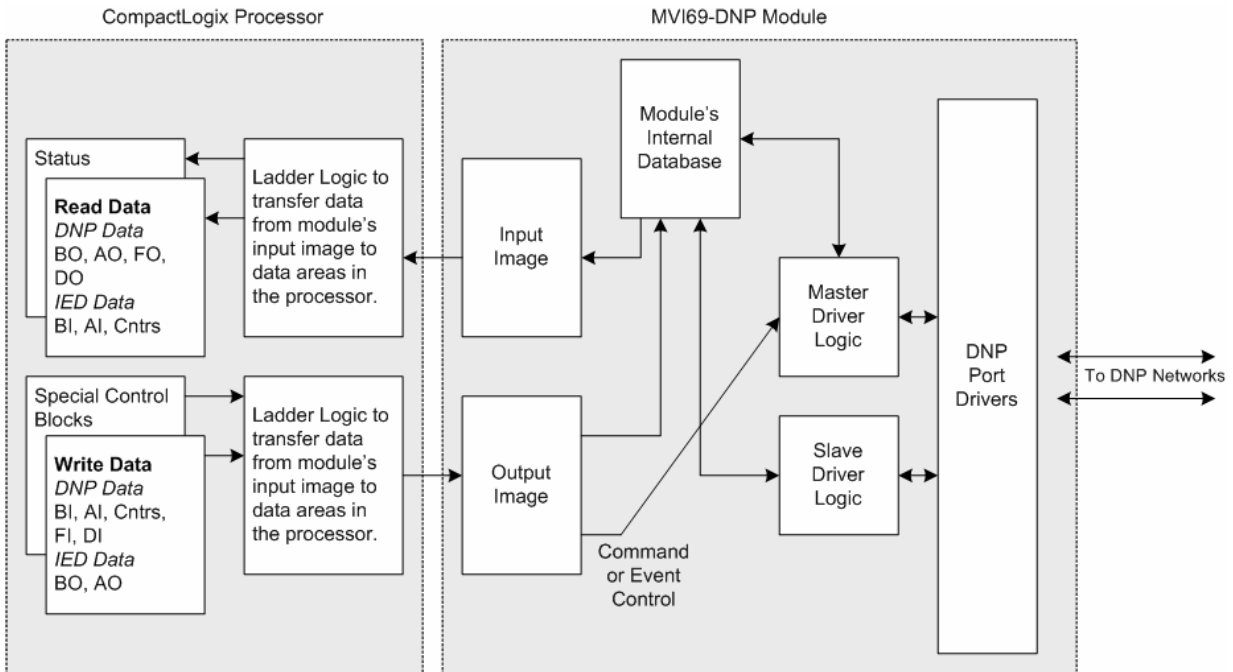 CompactLogix Processor
MVI69-DNP Module
Status
Read Data
DNP Data
BO, AO, FO,
DO
IED Data
BI, AI, Cntrs
Ladder Logic to
transfer data
from module's
input image to
data areas in
the processor.
Input
Image
Module's
Internal
Database
Master
Driver
Logic
DNP
Port
Drivers
To DNP Networks
Special Control
Blocks
Write Data
DNP Data
BI, AI, Cntrs,
FI, DI
IED Data
BO, AO
Ladder Logic to
transfer data
from module's
input image to
data areas in
the processor.
Output
Image
Command
or Event
Control
Slave
Driver
Logic